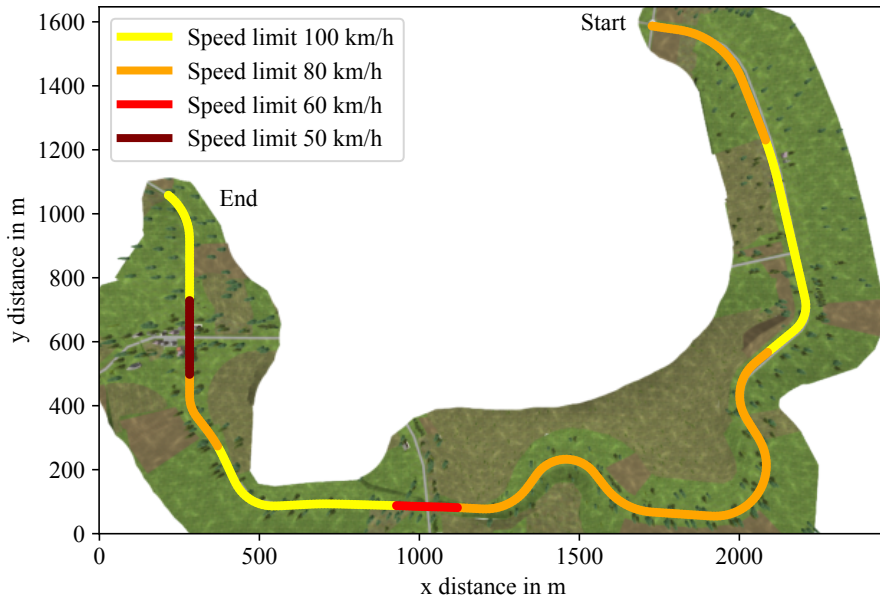 Start
Speed limit 100 km/h
Speed limit 80 km/h
Speed limit 60 km/h
Speed limit 50 km/h
End
y distance in m
1600
1400
1200
1000
800
600
400
200
0
0
500
1000
1500
2000
x distance in m